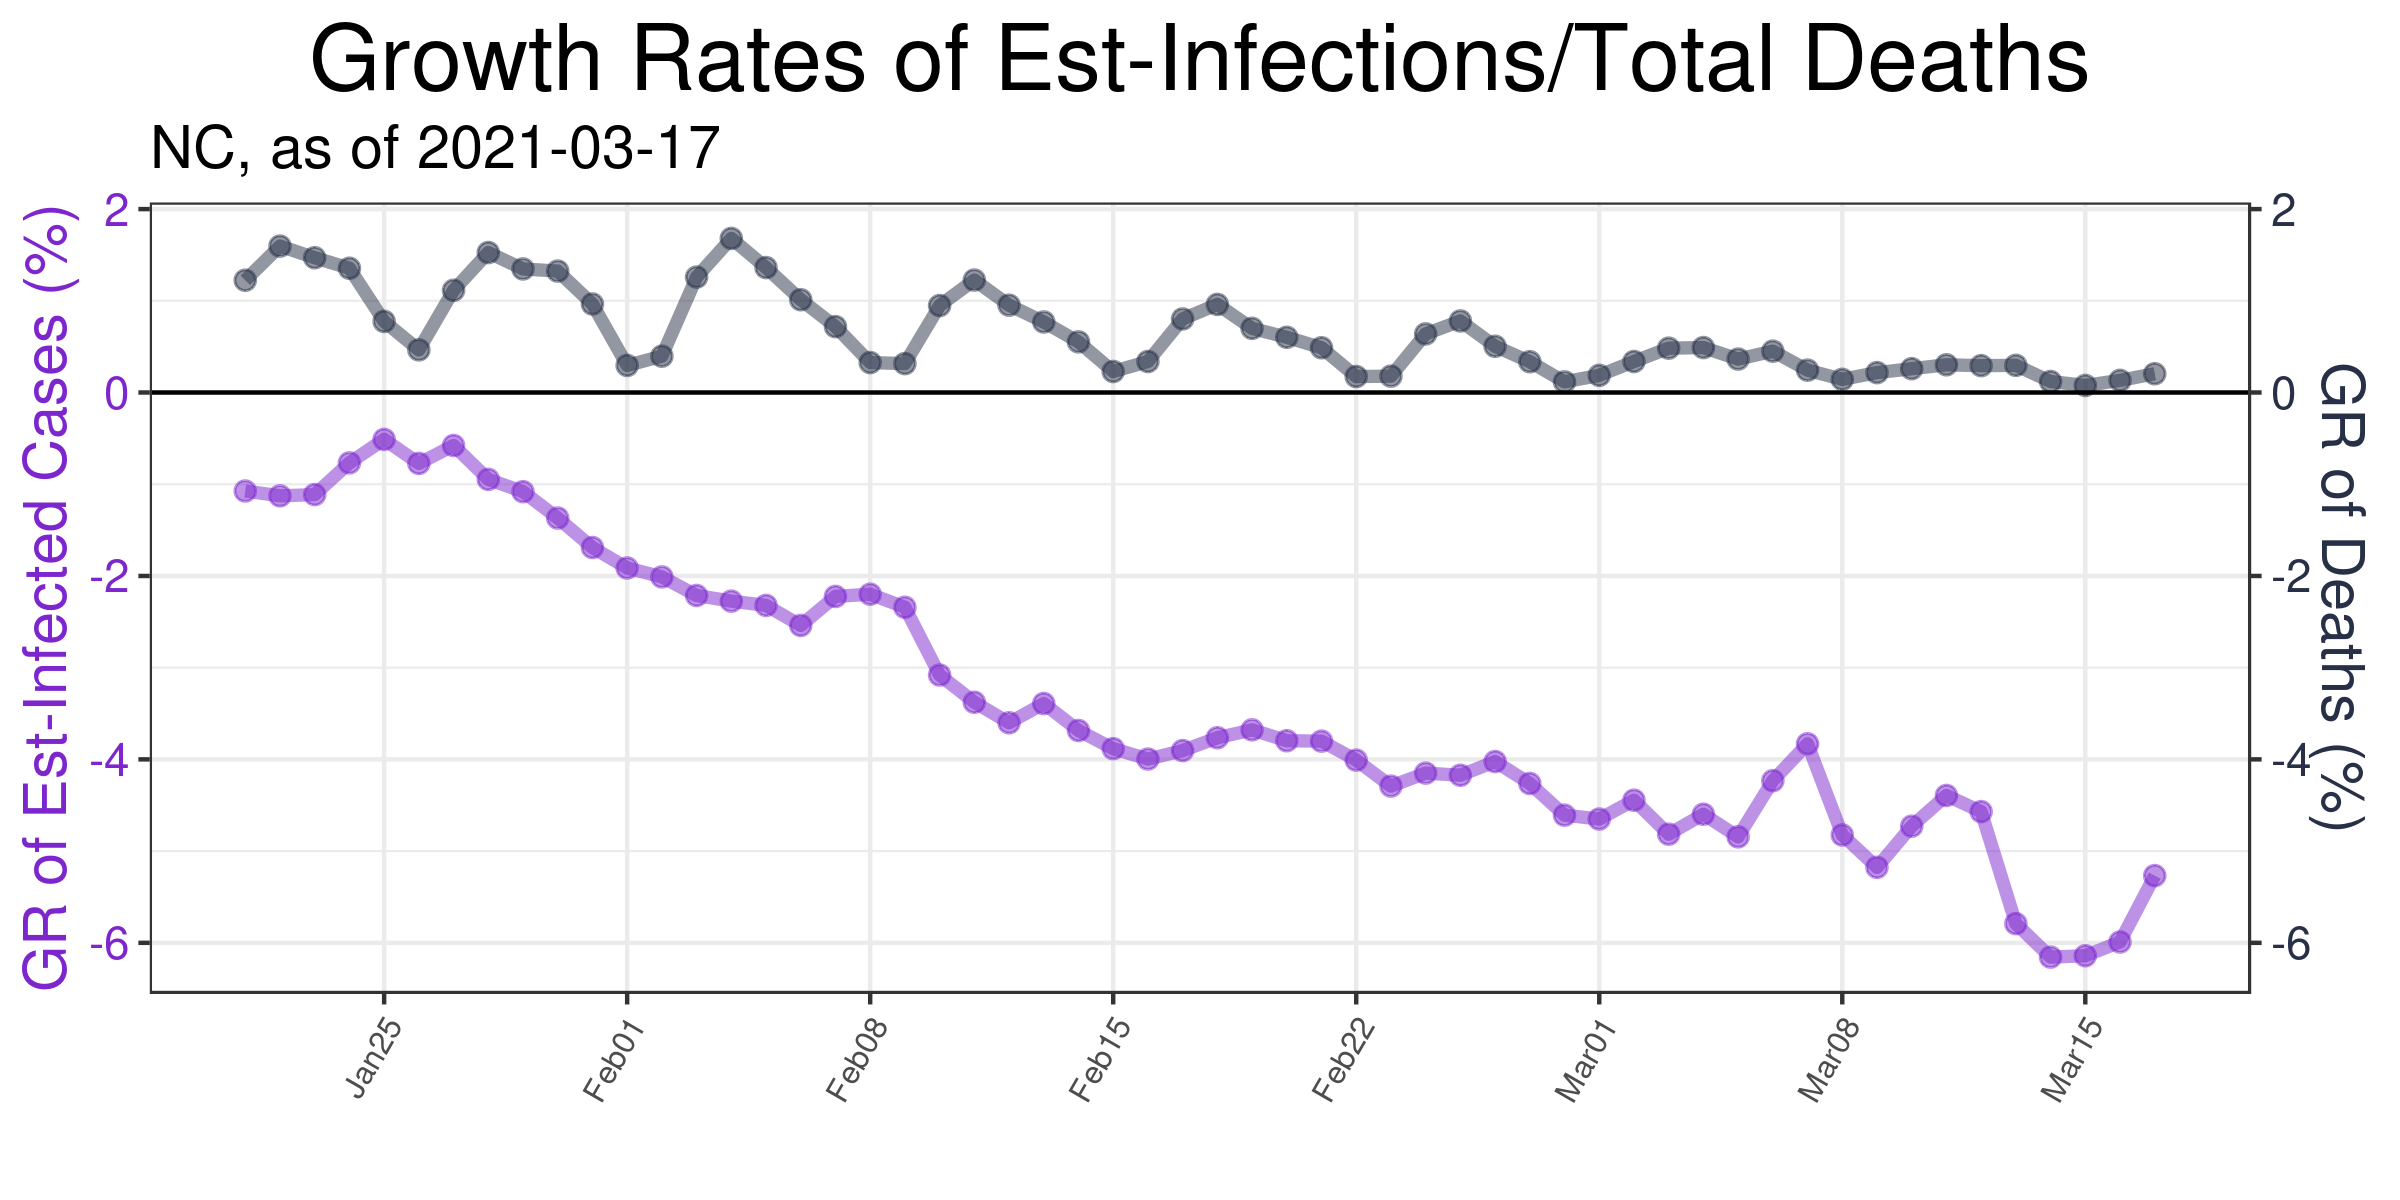 Growth Rates of Est-Infections/Total Deaths
NC, as of 2021-03-17
GR of Est-Infected Cases (%)
2
0
-2
-4
-6
2
0
-2
-4
-6
GR of Deaths (%)
Jan25
Feb01
Feb08
Feb15
Feb22
Mar01
Mar08
Mar15